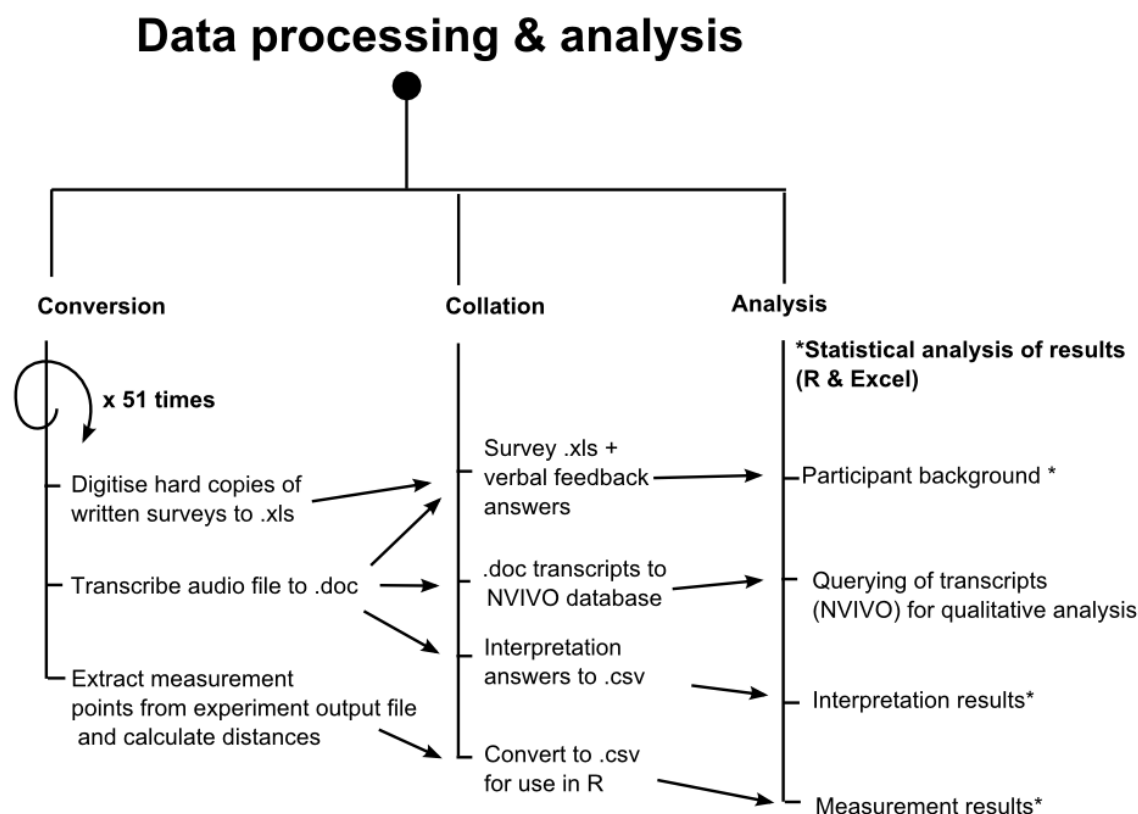 Data processing & analysis
Conversion
x 51 times
Digitise hard copies of
written surveys to .xls
Transcribe audio file to .doc
Extract measurement
points from experiment output file
and calculate distances
Collation
Survey .xls +
verbal feedback
answers
.doc transcripts to
NVIVO database
Interpretation
answers to .csv
Convert to .csv
for use in R
Analysis
*Statistical analysis of results
(R & Excel)
Participant background *
Querying of transcripts
(NVIVO) for qualitative analysis
Interpretation results*
Measurement results*